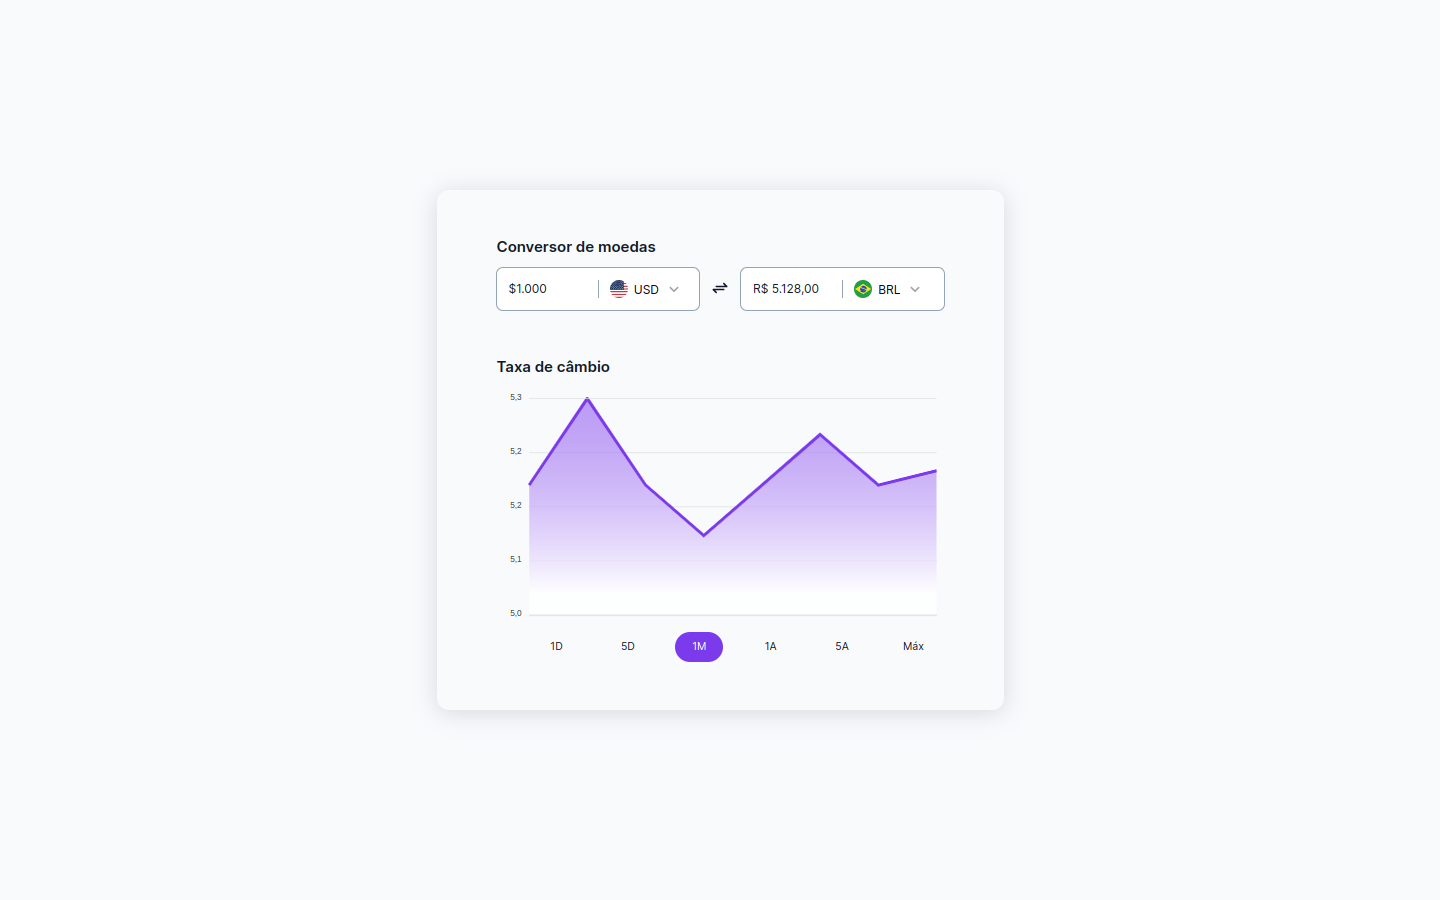 Conversor de moedas
$1.000 USD R$ 5.128,00 BRL
Taxa de câmbio
5,3
5,2
5,2
5,1
5,0
1D 5D 1M 1A 5A Máx